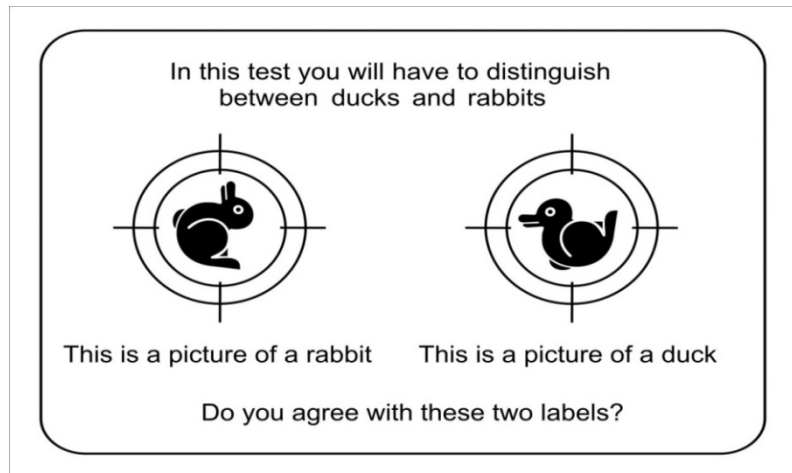 In this test you will have to distinguish
between ducks and rabbits
This is a picture of a rabbit
This is a picture of a duck
Do you agree with these two labels?